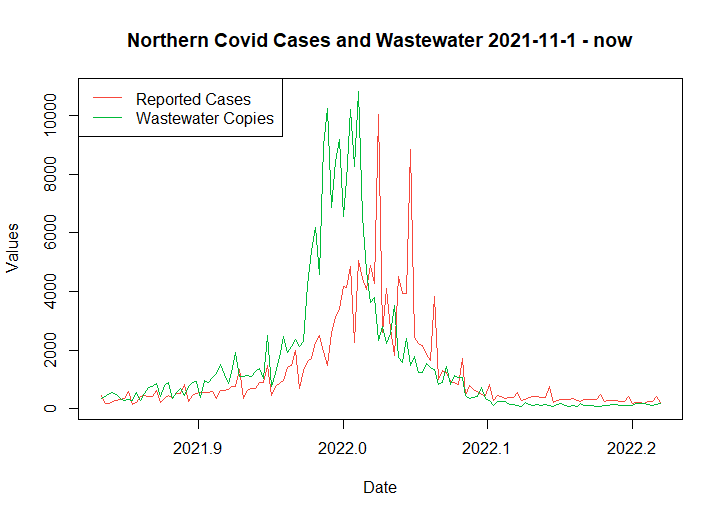 Northern Covid Cases and Wastewater 2021-11-1 - now
Reported Cases
Wastewater Copies
10000
8000
6000
4000
2000
0
Values
2021.9
2022.0
2022.1
2022.2
Date